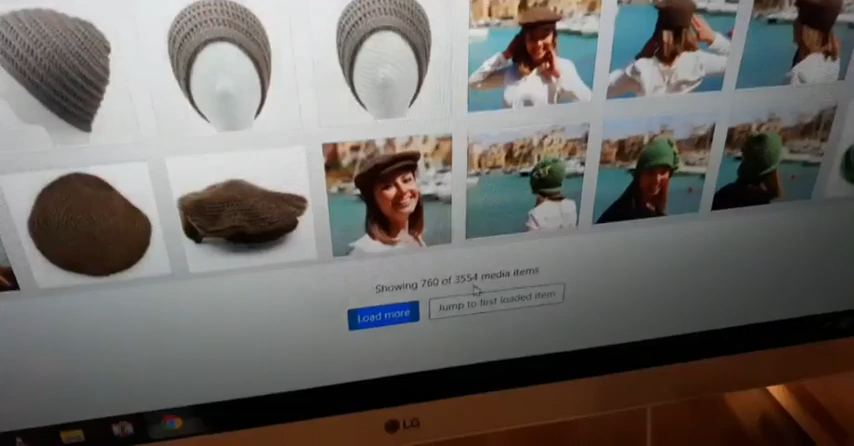 Showing 760 of 3554 media items
Load more
Jump to first loaded item
LG